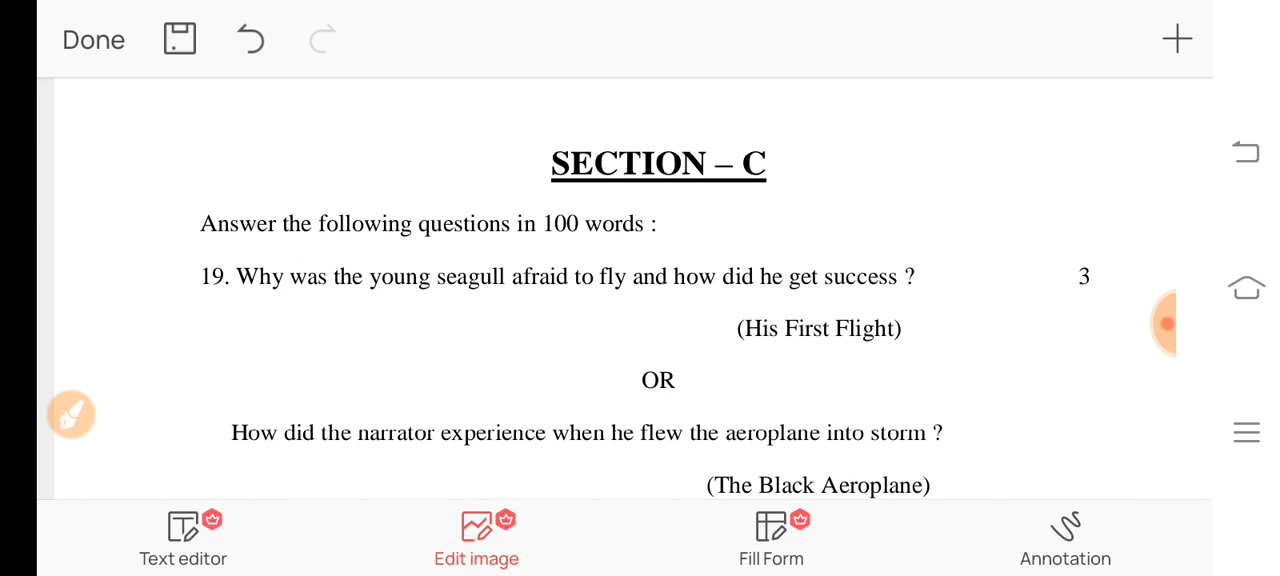 Done
SECTION – C
Answer the following questions in 100 words :
19. Why was the young seagull afraid to fly and how did he get success ? 3
(His First Flight)
OR
How did the narrator experience when he flew the aeroplane into storm ?
(The Black Aeroplane)
Text editor Edit image Fill Form Annotation